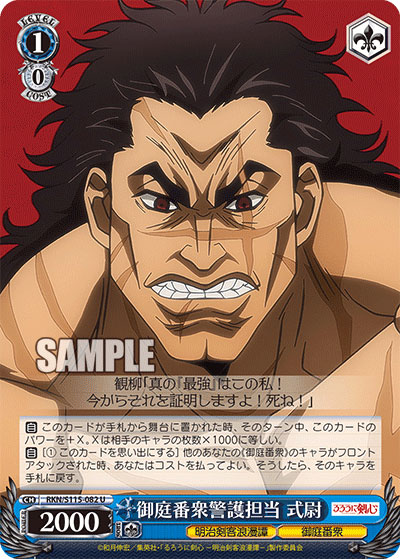 LEVEL
1
0
COST
SAMPLE
観柳「真の『最強』はこの私！
今からそれを証明しますよ！死ね！」
自 このカードが手札から舞台に置かれた時、そのターン中、このカードの
パワーを＋X。Xは相手のキャラの枚数×1000に等しい。
自［⑴ このカードを思い出にする］他のあなたの《御庭番衆》のキャラがフロント
アタックされた時、あなたはコストを払ってよい。そうしたら、このカード
を手札に戻す。
CH RKN/S115-082 U
2000
御庭番衆警護担当 式尉
るろうに剣心
明治剣客浪漫譚
御庭番衆
©和月伸宏／集英社・「るろうに剣心 －明治剣客浪漫譚－」製作委員会